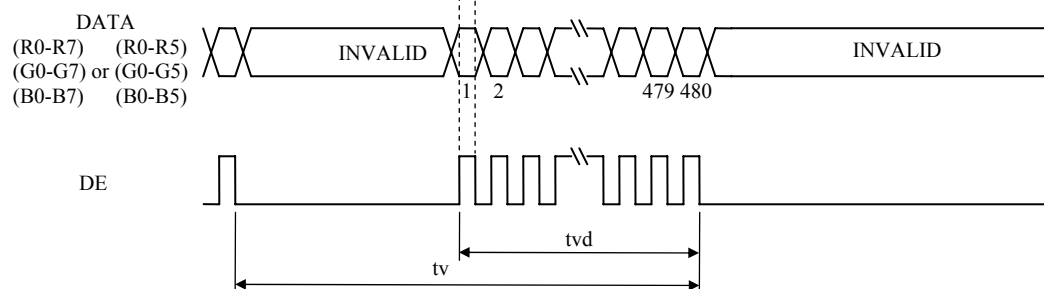 DATA
(R0-R7) (R0-R5)
(G0-G7) or (G0-G5)
(B0-B7) (B0-B5)
INVALID
INVALID
1 2 479 480
DE
tvd
tv